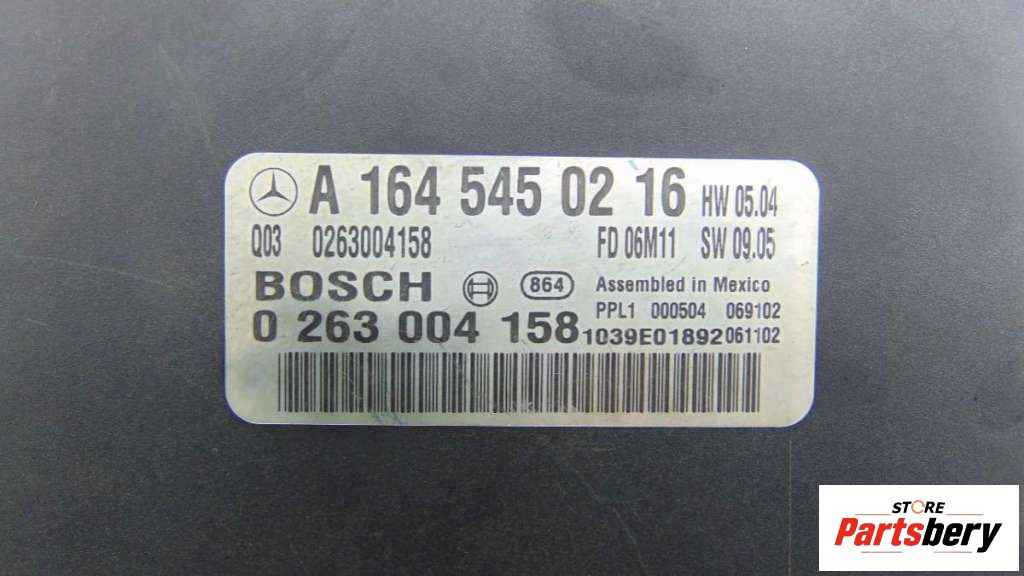 A 164 545 02 16 HW 05.04
Q03 0263004158 FD 06M11 SW 09.05
BOSCH 864 Assembled in Mexico
PPL1 000504 069102
0 263 004 158 1039E01892 061102
STORE
Partsbery